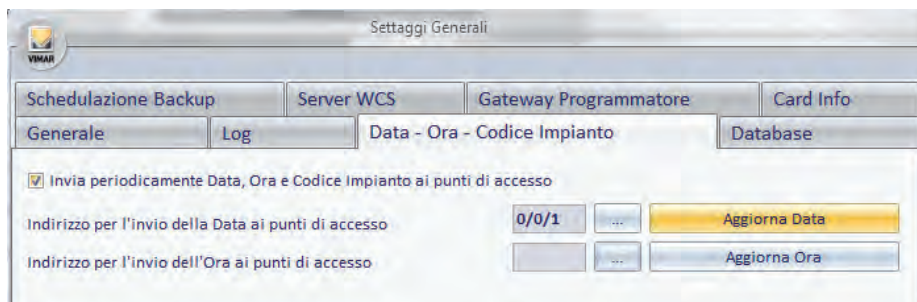 Settaggi Generali
VIMAR
Schedulazione Backup Server WCS Gateway Programmatore Card Info
Generale Log Data - Ora - Codice Impianto Database
Invia periodicamente Data, Ora e Codice Impianto ai punti di accesso
Indirizzo per l'invio della Data ai punti di accesso 0/0/1 ... Aggiorna Data
Indirizzo per l'invio dell'Ora ai punti di accesso ... Aggiorna Ora